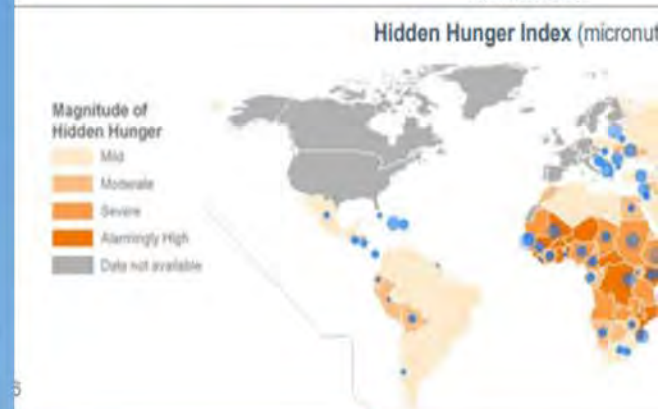 Hidden Hunger Index (micronut
Magnitude of
Hidden Hunger
Mild
Moderate
Severe
Alarmingly High
Data not available